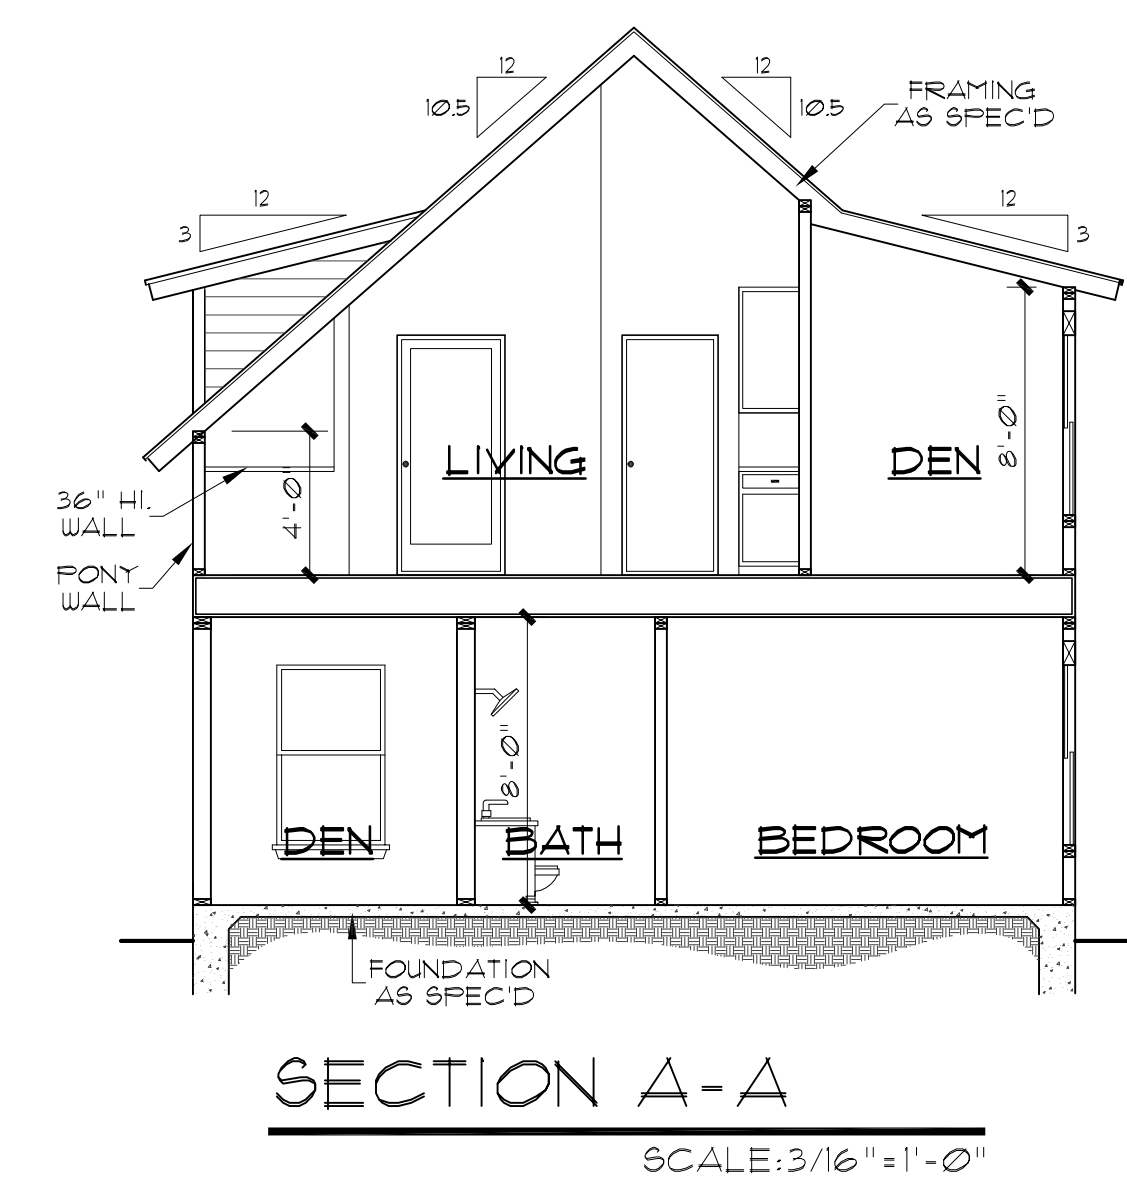 12
12
10.5
10.5
FRAMING
AS SPEC'D
12
12
3
3
LIVING
DEN
8'-0"
36" HI.
WALL
4'-0"
PONY
WALL
8'-0"
DEN
BATH
BEDROOM
FOUNDATION
AS SPEC'D
SECTION A-A
SCALE:3/16"=1'-0"